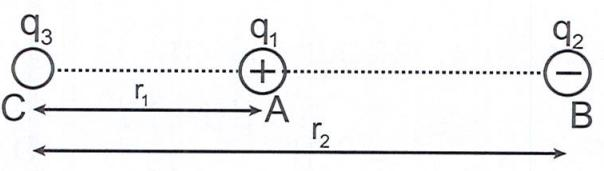 q₃ q₁ q₂
+ −
C r₁ A B
r₂